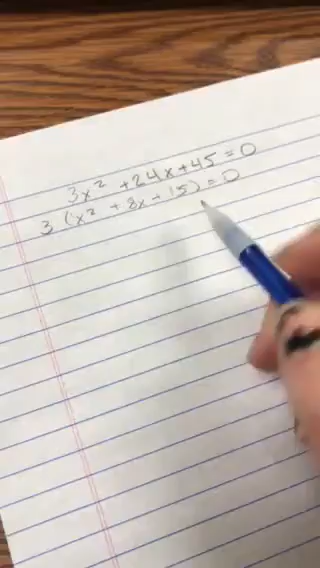 3x² + 24x + 45 = 0
3 (x² + 8x + 15) = 0